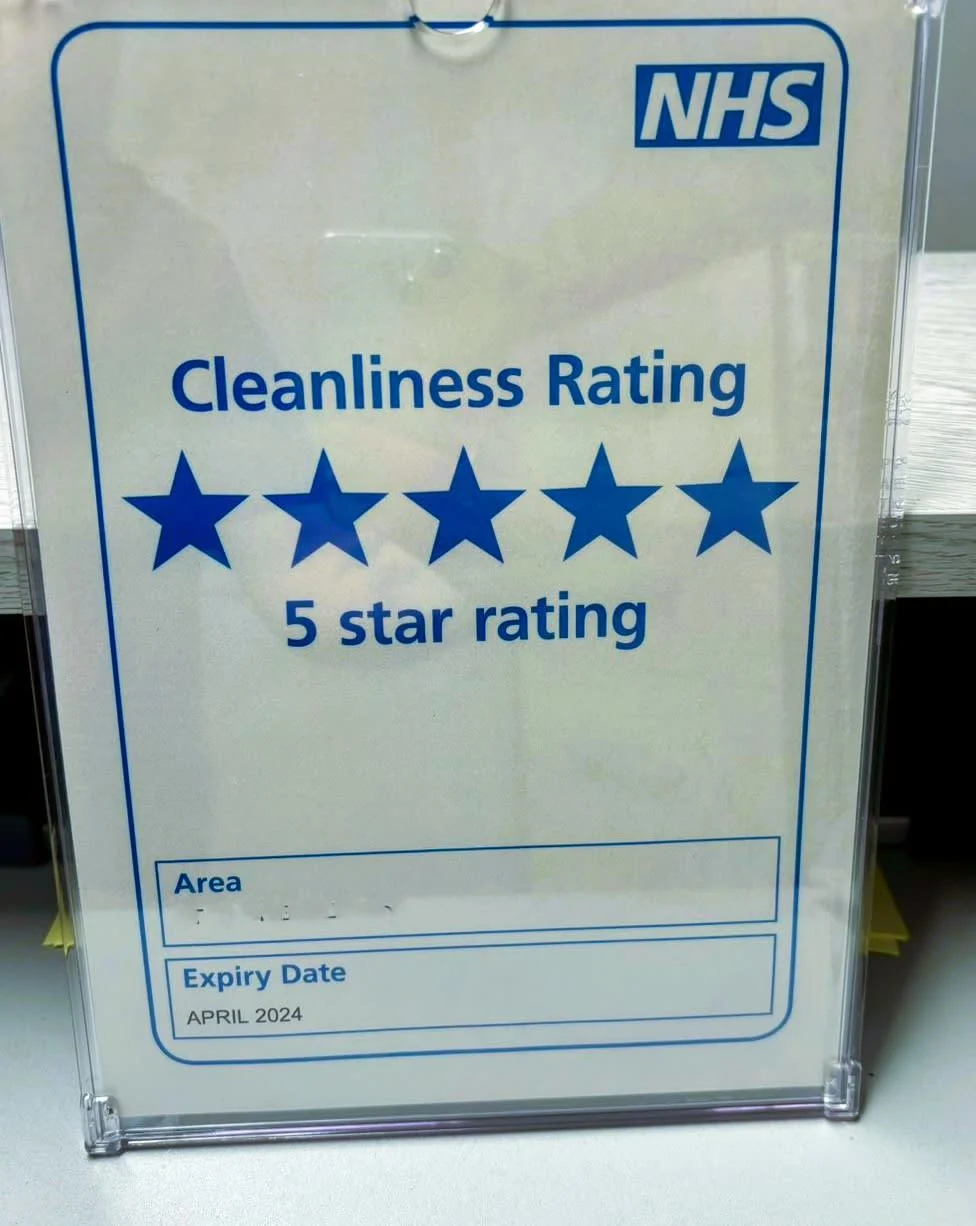 NHS
Cleanliness Rating
5 star rating
Area
Expiry Date
APRIL 2024